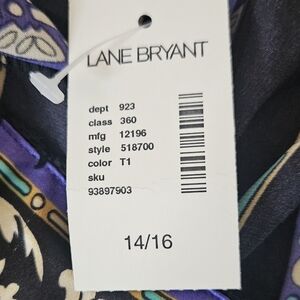 LANE BRYANT
dept 923
class 360
mfg 12196
style 518700
color T1
sku
93897903
14/16